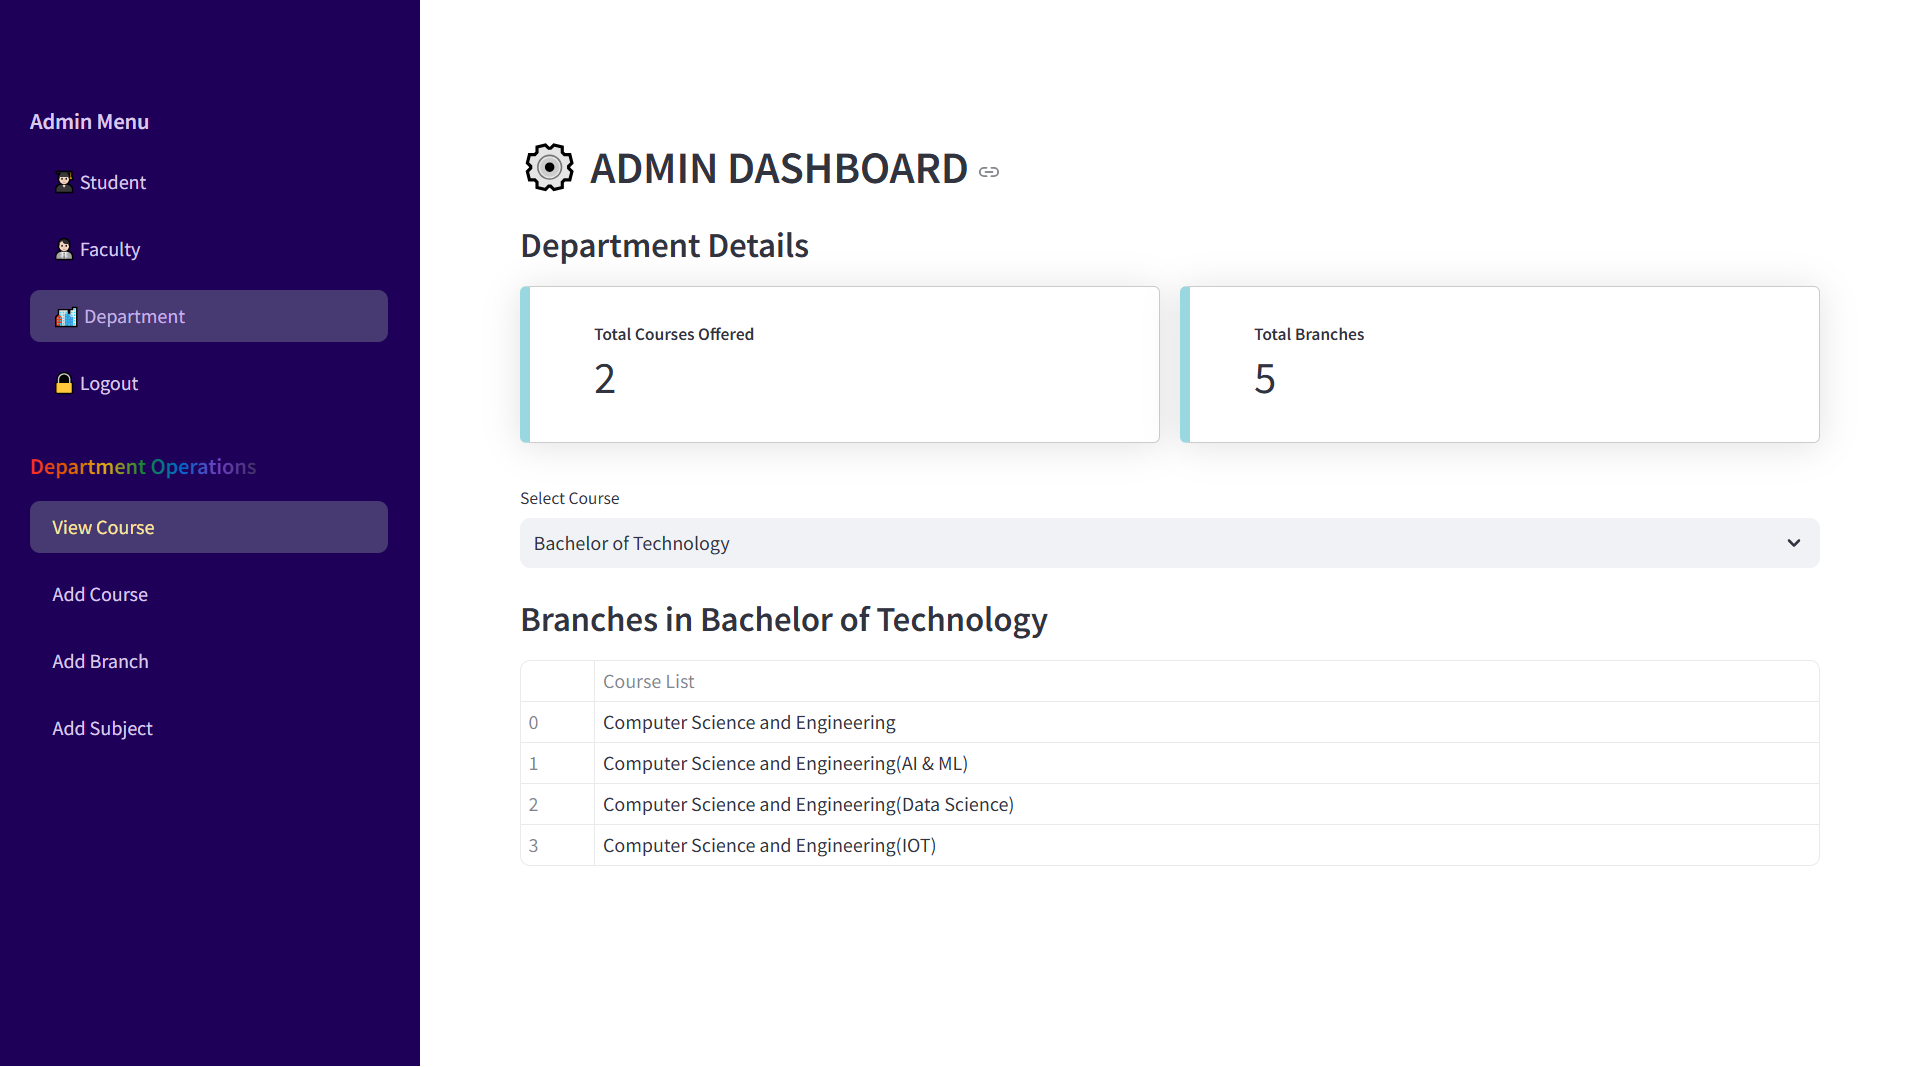 Admin Menu
Student
Faculty
Department
Logout
Department Operations
View Course
Add Course
Add Branch
Add Subject
ADMIN DASHBOARD
Department Details
Total Courses Offered
2
Total Branches
5
Select Course
Bachelor of Technology
Branches in Bachelor of Technology
Course List
0 Computer Science and Engineering
1 Computer Science and Engineering(AI & ML)
2 Computer Science and Engineering(Data Science)
3 Computer Science and Engineering(IOT)